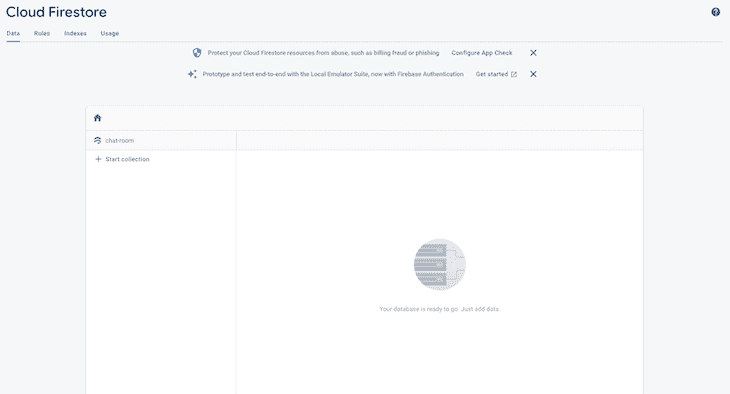 Cloud Firestore
Data Rules Indexes Usage
Protect your Cloud Firestore resources from abuse, such as billing fraud or phishing Configure App Check
Prototype and test end-to-end with the Local Emulator Suite, now with Firebase Authentication Get started
chat-room
Start collection
Your database is ready to go. Just add data.